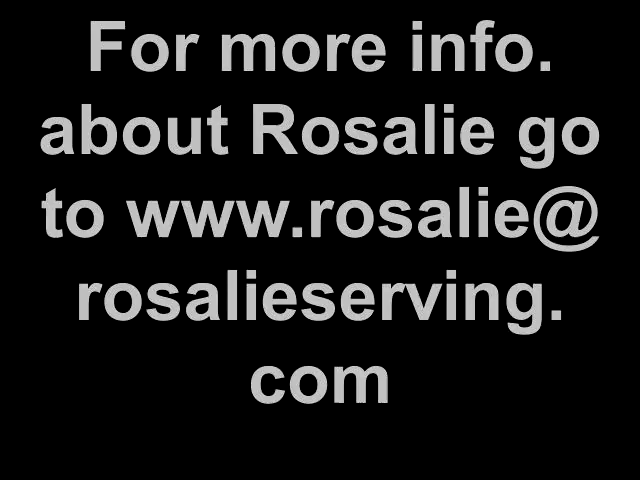 For more info.
about Rosalie go
to www.rosalie@
rosalieserving.
com